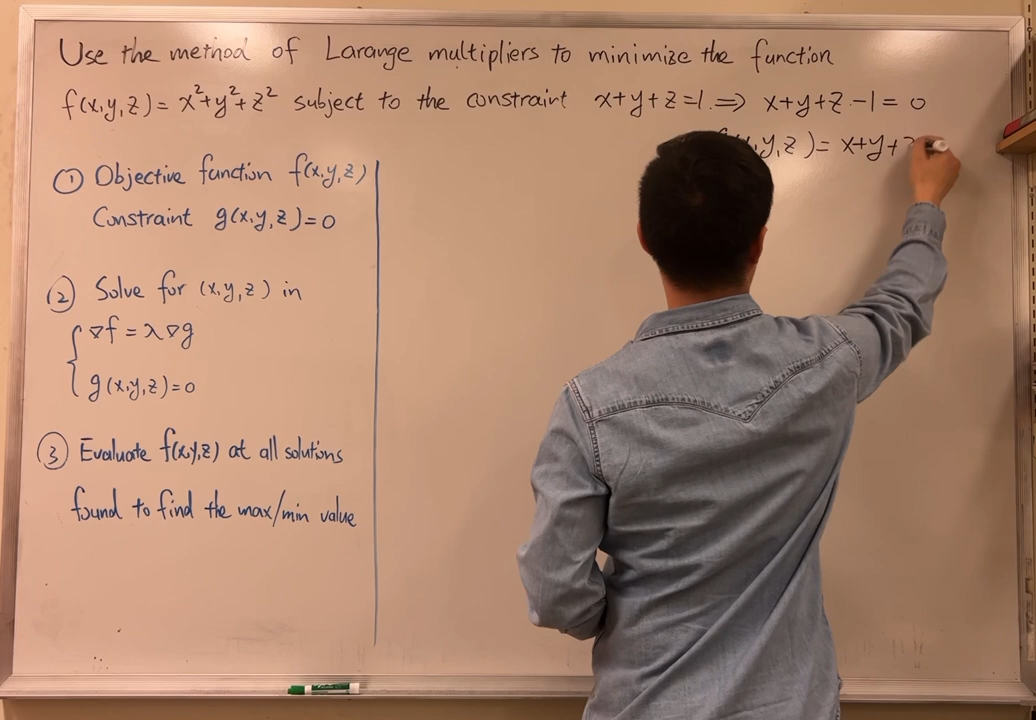 Use the method of Larange multipliers to minimize the function
f(x,y,z) = x²+y²+z² subject to the constraint x+y+z=1. ⇒ x+y+z-1=0
,y,z) = x+y+z
① Objective function f(x,y,z)
Constraint g(x,y,z)=0
② Solve for (x,y,z) in
∇f = λ∇g
g(x,y,z)=0
③ Evaluate f(x,y,z) at all solutions
found to find the max/min value